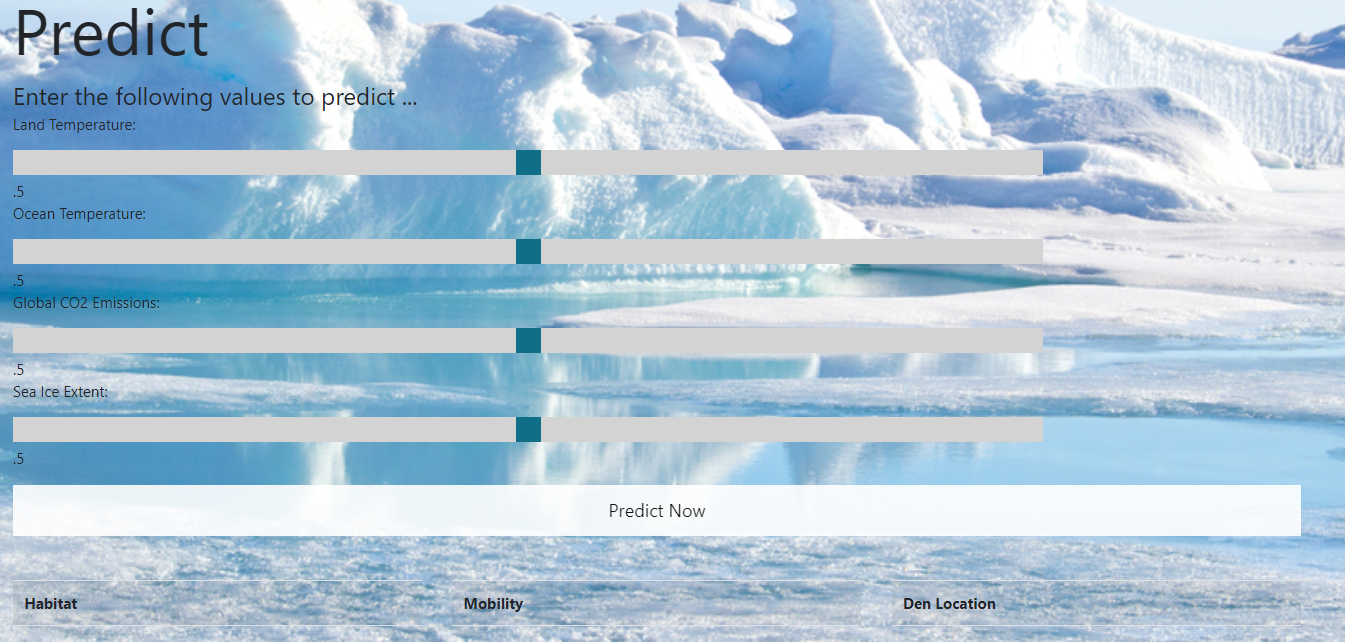 Predict
Enter the following values to predict ...
Land Temperature:
.5
Ocean Temperature:
.5
Global CO2 Emissions:
.5
Sea Ice Extent:
.5
Predict Now
Habitat Mobility Den Location